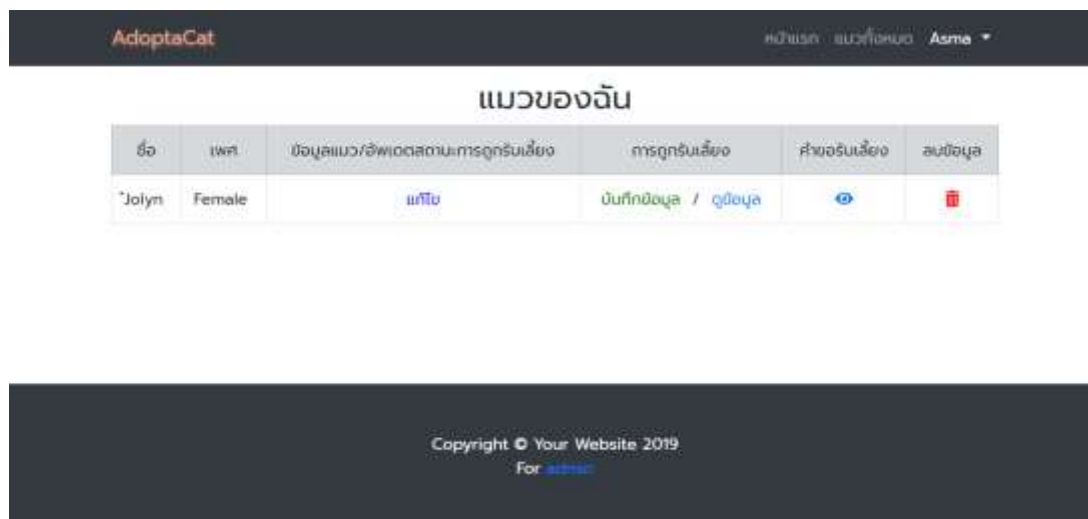 AdoptaCat หน้าแรก แมวทั้งหมด Asma
แมวของฉัน
ชื่อ เพศ ข้อมูลแมว/อัพเดตสถานะการถูกรับเลี้ยง การถูกรับเลี้ยง คำขอรับเลี้ยง ลบข้อมูล
ํJolyn Female แก้ไข บันทึกข้อมูล / ดูข้อมูล
Copyright © Your Website 2019
For admin